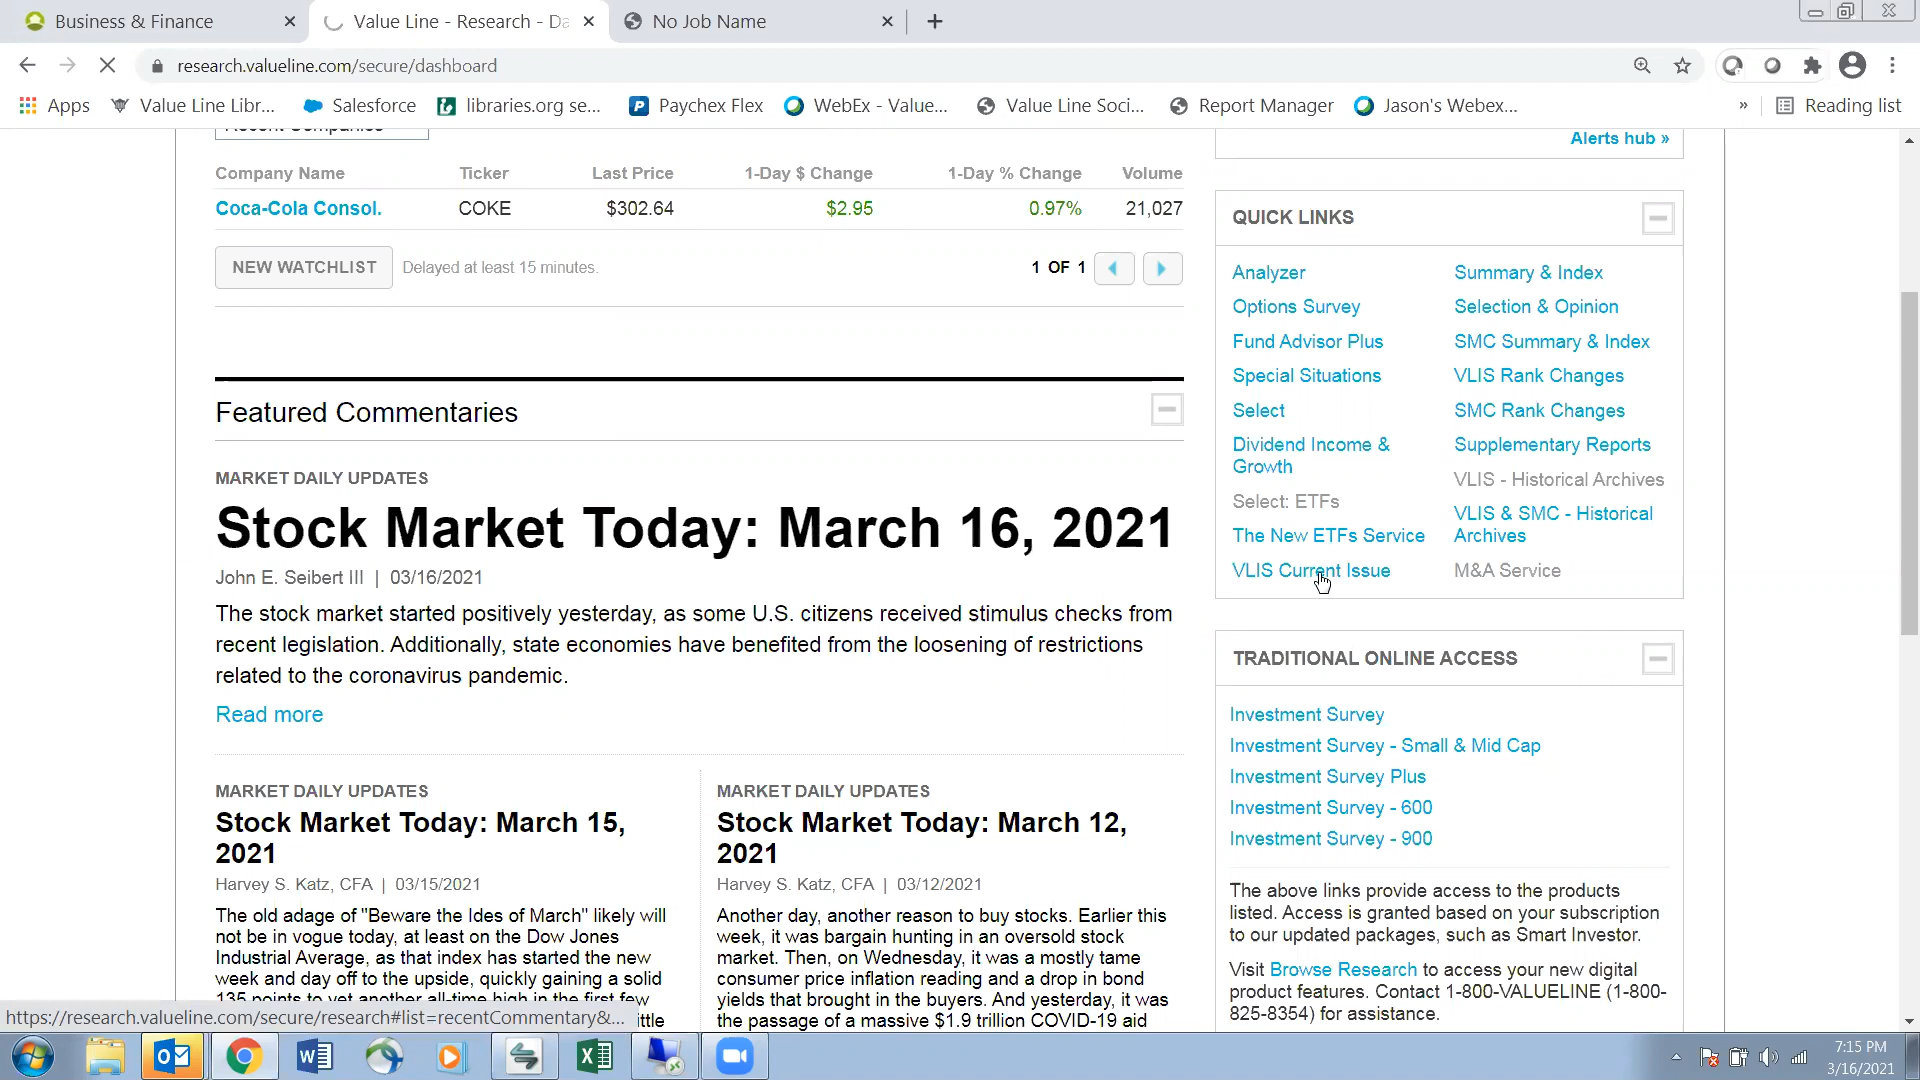 Business & Finance
Value Line - Research - Da
No Job Name
research.valueline.com/secure/dashboard
Apps
Value Line Libr...
Salesforce
libraries.org se...
Paychex Flex
WebEx - Value...
Value Line Soci...
Report Manager
Jason's Webex...
»
Reading list
Recent Companies
Company Name Ticker Last Price 1-Day $ Change 1-Day % Change Volume
Coca-Cola Consol. COKE $302.64 $2.95 0.97% 21,027
NEW WATCHLIST Delayed at least 15 minutes. 1 OF 1
Featured Commentaries
MARKET DAILY UPDATES
Stock Market Today: March 16, 2021
John E. Seibert III | 03/16/2021
The stock market started positively yesterday, as some U.S. citizens received stimulus checks from
recent legislation. Additionally, state economies have benefited from the loosening of restrictions
related to the coronavirus pandemic.
Read more
MARKET DAILY UPDATES
Stock Market Today: March 15,
2021
Harvey S. Katz, CFA | 03/15/2021
The old adage of "Beware the Ides of March" likely will
not be in vogue today, at least on the Dow Jones
Industrial Average, as that index has started the new
week and day off to the upside, quickly gaining a solid
135 points to yet another all-time high in the first few
ittle
MARKET DAILY UPDATES
Stock Market Today: March 12,
2021
Harvey S. Katz, CFA | 03/12/2021
Another day, another reason to buy stocks. Earlier this
week, it was bargain hunting in an oversold stock
market. Then, on Wednesday, it was a mostly tame
consumer price inflation reading and a drop in bond
yields that brought in the buyers. And yesterday, it was
the passage of a massive $1.9 trillion COVID-19 aid
Alerts hub »
QUICK LINKS
Analyzer
Options Survey
Fund Advisor Plus
Special Situations
Select
Dividend Income &
Growth
Select: ETFs
The New ETFs Service
VLIS Current Issue
Summary & Index
Selection & Opinion
SMC Summary & Index
VLIS Rank Changes
SMC Rank Changes
Supplementary Reports
VLIS - Historical Archives
VLIS & SMC - Historical
Archives
M&A Service
TRADITIONAL ONLINE ACCESS
Investment Survey
Investment Survey - Small & Mid Cap
Investment Survey Plus
Investment Survey - 600
Investment Survey - 900
The above links provide access to the products
listed. Access is granted based on your subscription
to our updated packages, such as Smart Investor.
Visit Browse Research to access your new digital
product features. Contact 1-800-VALUELINE (1-800-
825-8354) for assistance.
https://research.valueline.com/secure/research#list=recentCommentary&...
7:15 PM
3/16/2021